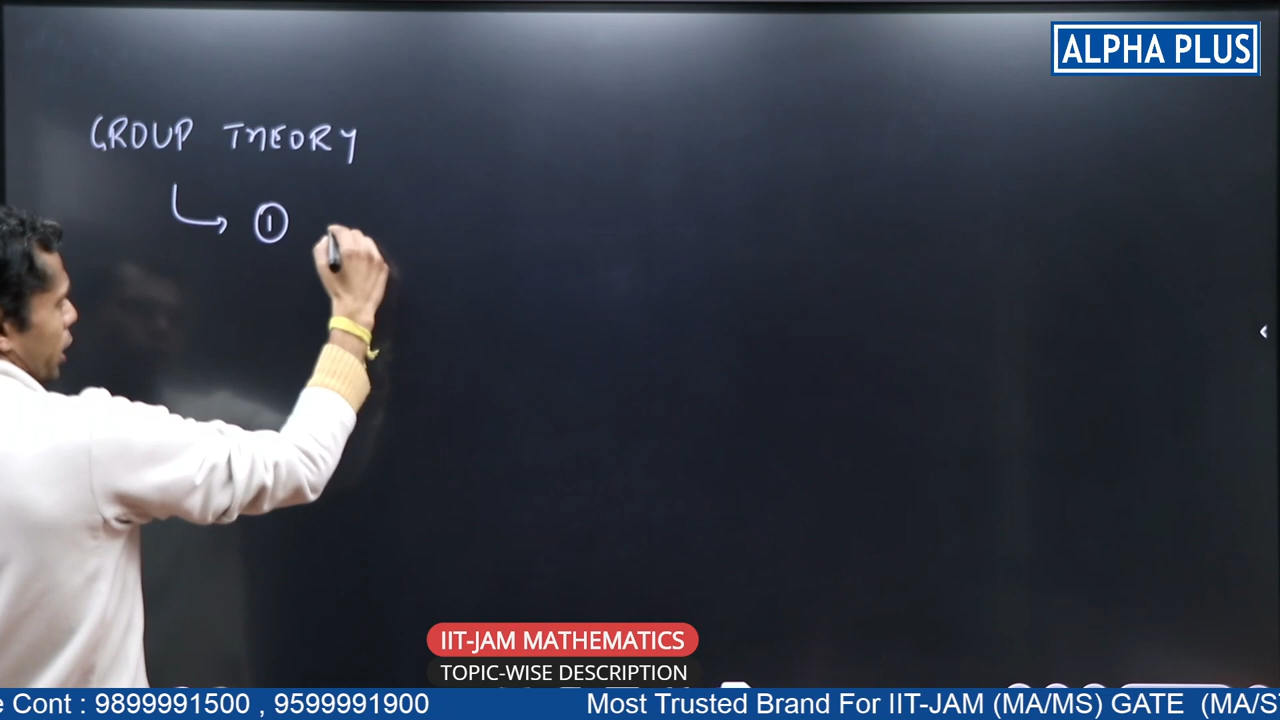 ALPHA PLUS
GROUP THEORY
↳ ①
IIT-JAM MATHEMATICS
TOPIC-WISE DESCRIPTION
e Cont : 9899991500 , 9599991900 Most Trusted Brand For IIT-JAM (MA/MS) GATE (MA/S